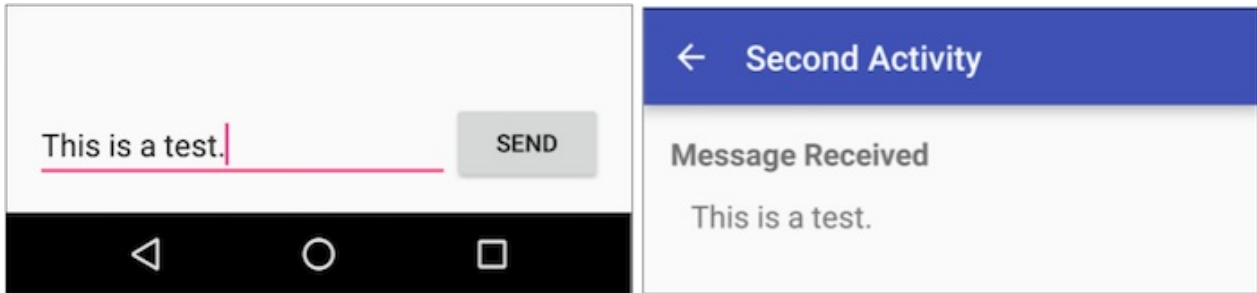 This is a test.
SEND
Second Activity
Message Received
This is a test.